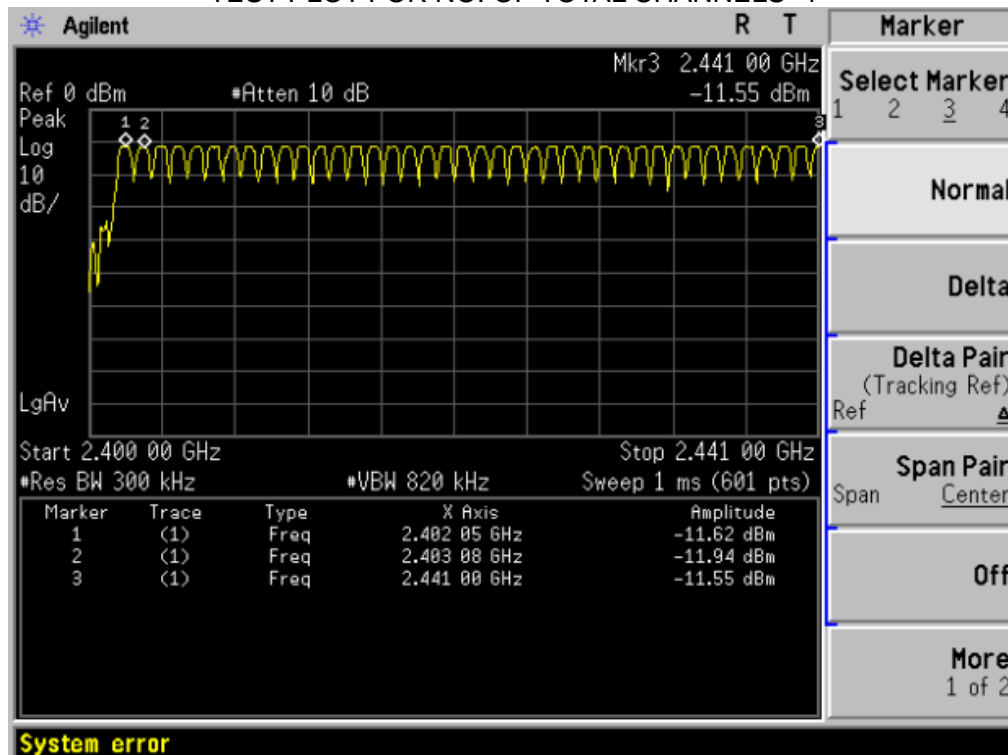 Agilent R T
Mkr3 2.441 00 GHz
Ref 0 dBm #Atten 10 dB -11.55 dBm
Peak
Log
10
dB/
1 2
3
LgAv
Start 2.400 00 GHz Stop 2.441 00 GHz
#Res BW 300 kHz #VBW 820 kHz Sweep 1 ms (601 pts)
Marker Trace Type X Axis Amplitude
1 (1) Freq 2.402 05 GHz -11.62 dBm
2 (1) Freq 2.403 08 GHz -11.94 dBm
3 (1) Freq 2.441 00 GHz -11.55 dBm
System error
Marker
Select Marker
1 2 3 4
Normal
Delta
Delta Pair
(Tracking Ref)
Ref Δ
Span Pair
Span Center
Off
More
1 of 2